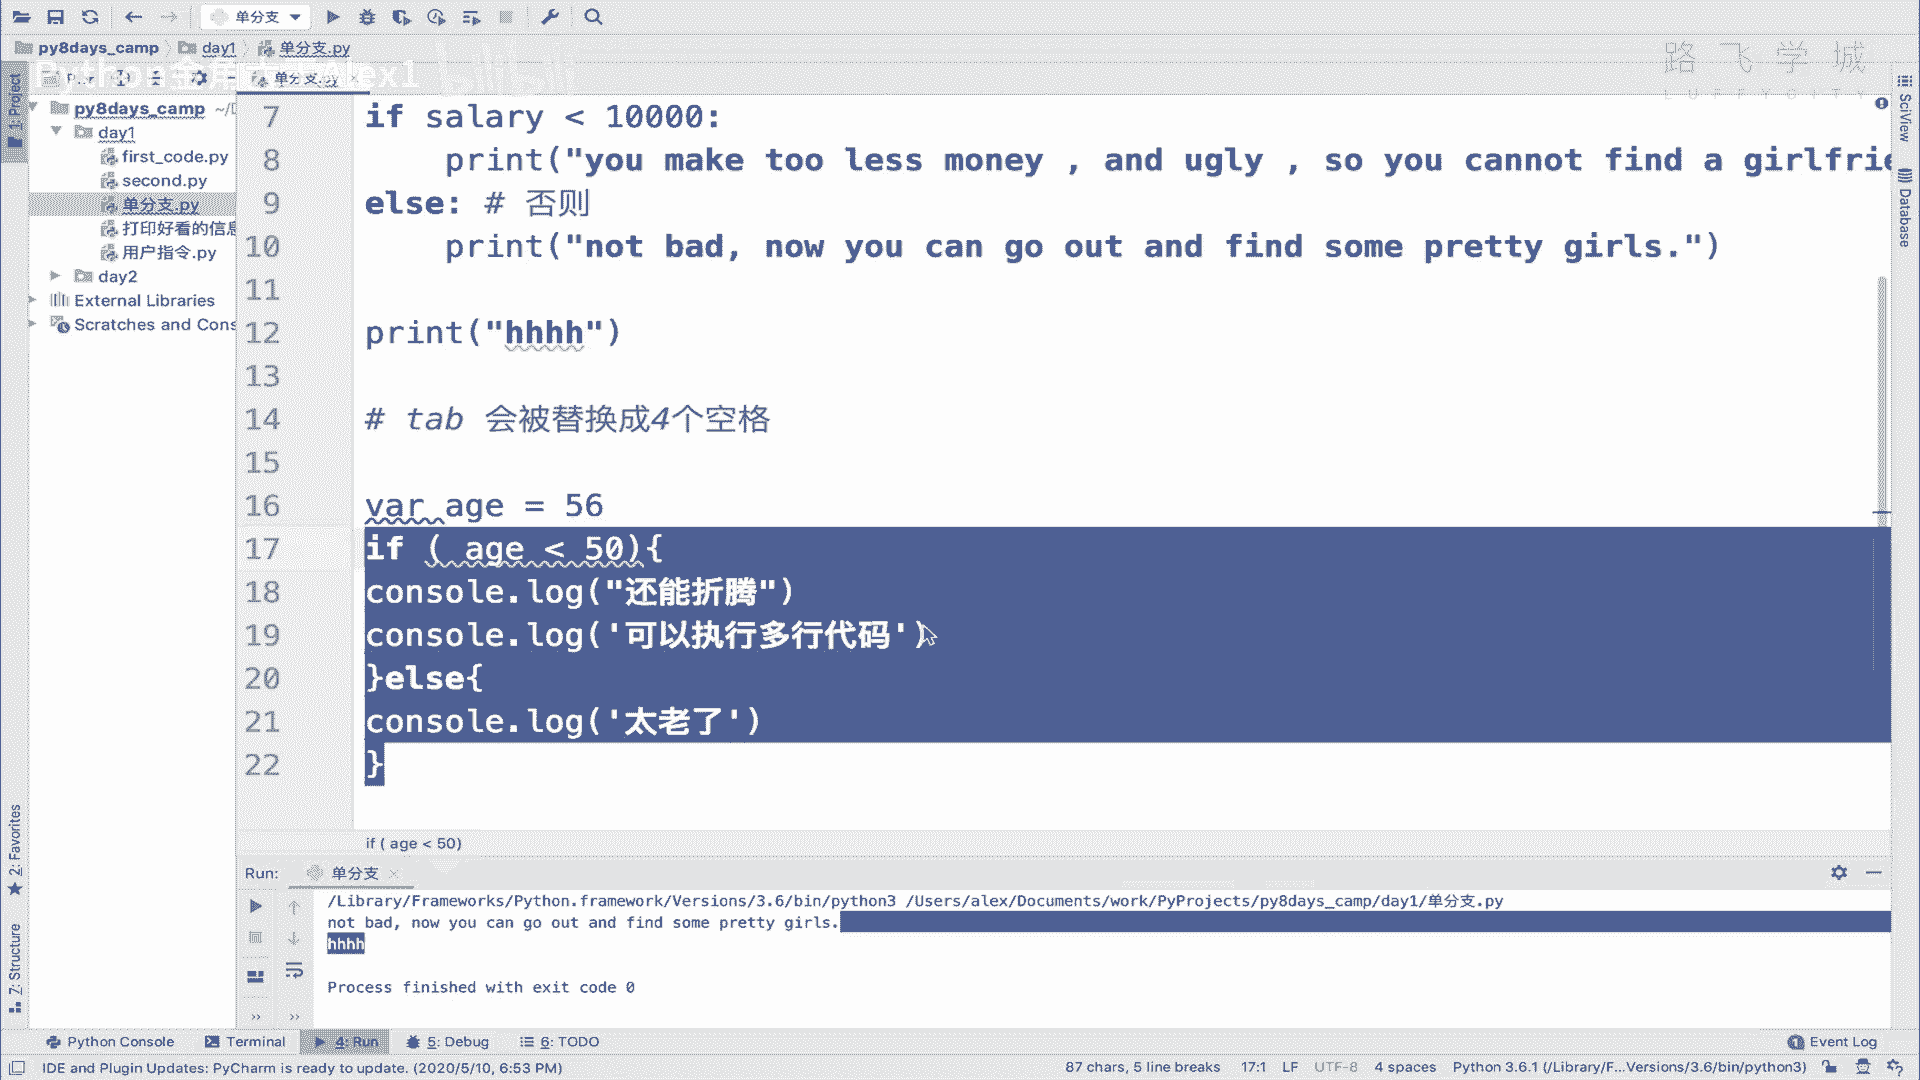 单分支
py8days_camp day1 单分支.py
路飞学城
LUFFYCITY
单分支.py
1: Project
py8days_camp
day1
first_code.py
second.py
单分支.py
打印好看的信息
用户指令.py
day2
External Libraries
Scratches and Cons
7 if salary < 10000:
8 print("you make too less money , and ugly , so you cannot find a girlfrie
9 else: # 否则
10 print("not bad, now you can go out and find some pretty girls.")
11
12 print("hhhh")
13
14 # tab 会被替换成4个空格
15
16 var age = 56
17 if ( age < 50){
18 console.log("还能折腾")
19 console.log('可以执行多行代码')
20 }else{
21 console.log('太老了')
22 }
if ( age < 50)
SciView
Database
2: Favorites
7: Structure
Run: 单分支
/Library/Frameworks/Python.framework/Versions/3.6/bin/python3 /Users/alex/Documents/work/PyProjects/py8days_camp/day1/单分支.py
not bad, now you can go out and find some pretty girls.
hhhh
Process finished with exit code 0
Python Console Terminal 4: Run 5: Debug 6: TODO 1 Event Log
IDE and Plugin Updates: PyCharm is ready to update. (2020/5/10, 6:53 PM) 87 chars, 5 line breaks 17:1 LF UTF-8 4 spaces Python 3.6.1 (/Library/F...Versions/3.6/bin/python3)